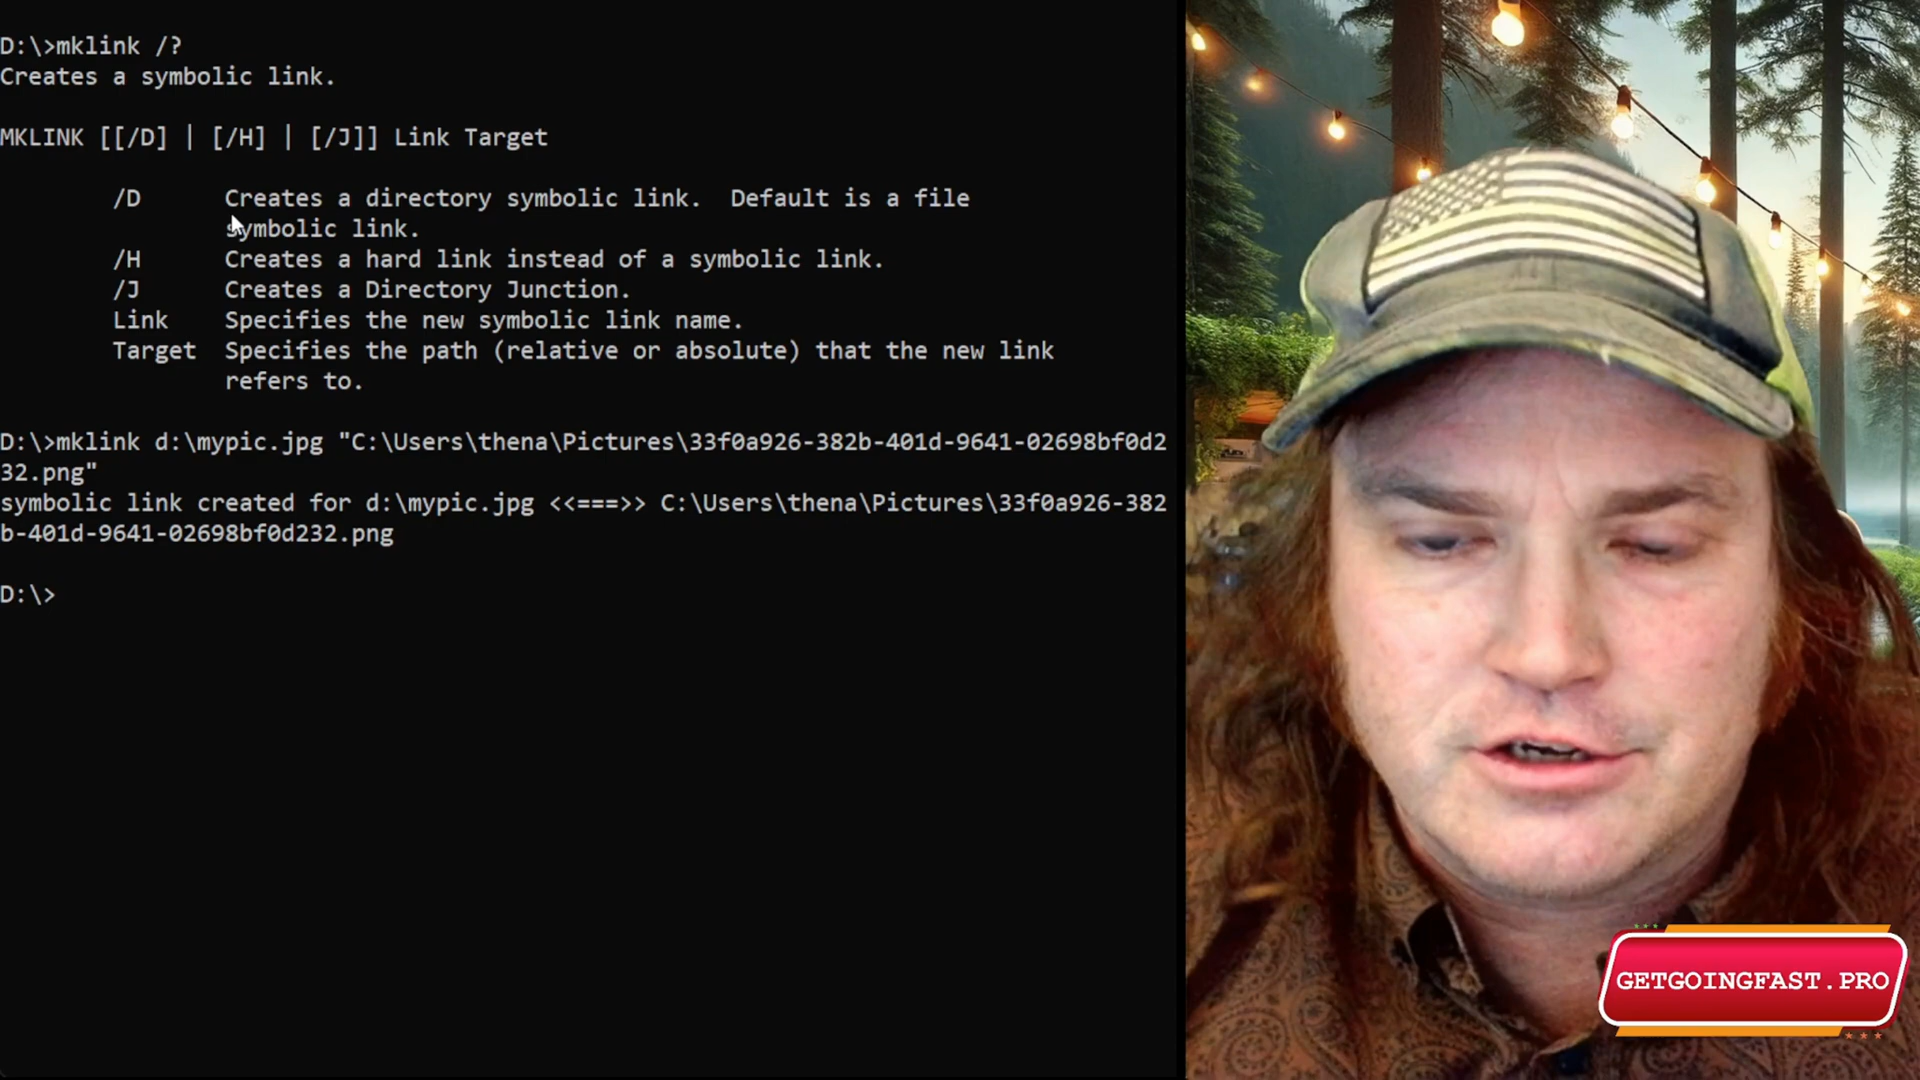 D:\>mklink /?
Creates a symbolic link.
MKLINK [[/D] | [/H] | [/J]] Link Target
/D Creates a directory symbolic link. Default is a file
symbolic link.
/H Creates a hard link instead of a symbolic link.
/J Creates a Directory Junction.
Link Specifies the new symbolic link name.
Target Specifies the path (relative or absolute) that the new link
refers to.
D:\>mklink d:\mypic.jpg "C:\Users\thena\Pictures\33f0a926-382b-401d-9641-02698bf0d2
32.png"
symbolic link created for d:\mypic.jpg <<===>> C:\Users\thena\Pictures\33f0a926-382
b-401d-9641-02698bf0d232.png
D:\>
GETGOINGFAST.PRO